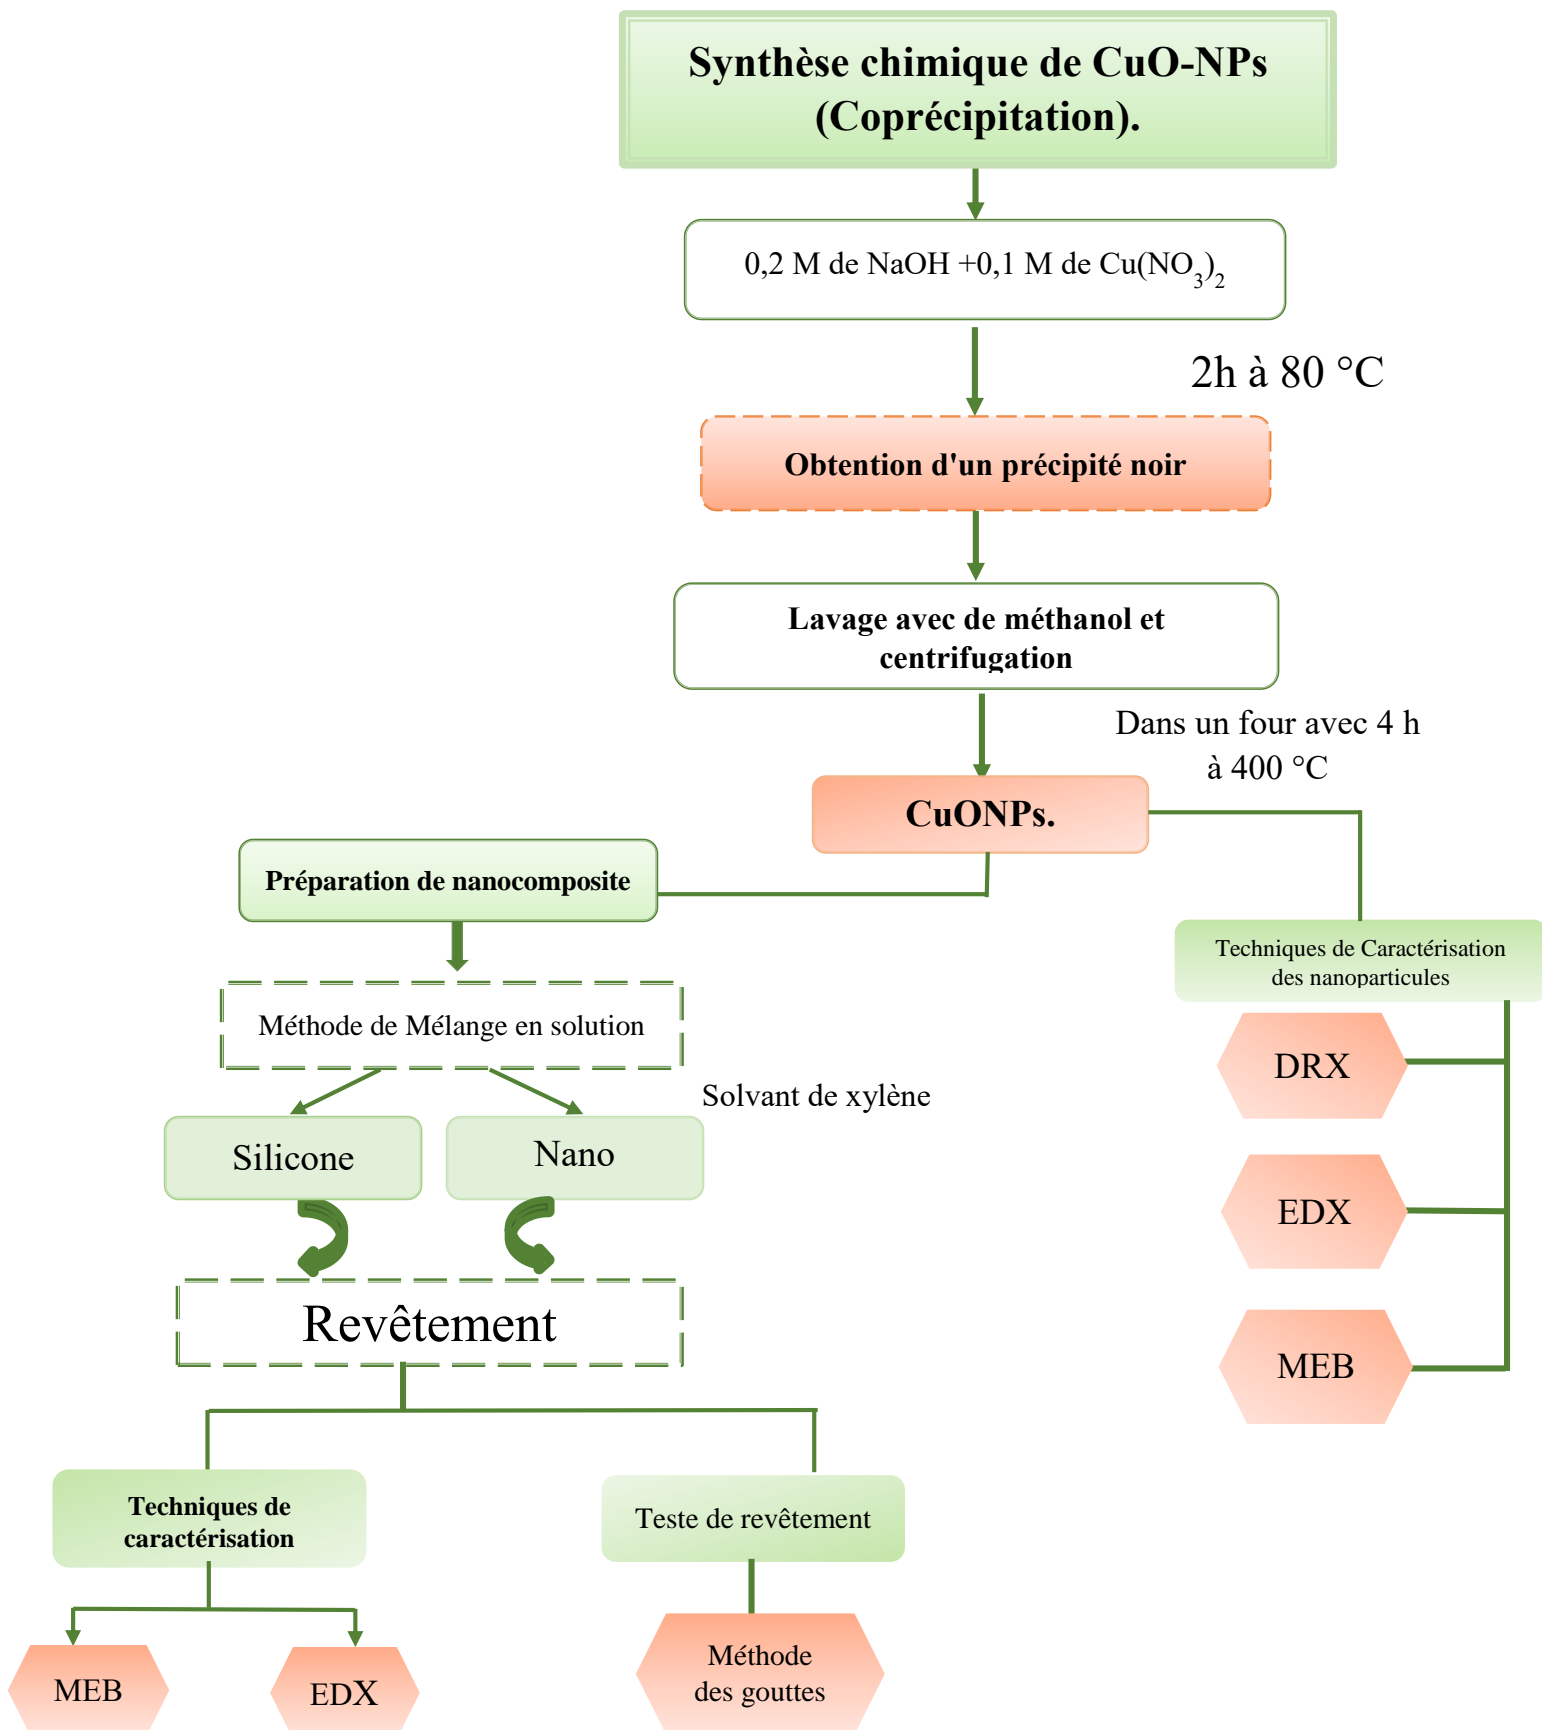 Synthèse chimique de CuO-NPs
(Coprécipitation).
0,2 M de NaOH +0,1 M de Cu(NO₃)₂
2h à 80 °C
Obtention d'un précipité noir
Lavage avec de méthanol et
centrifugation
Dans un four avec 4 h
à 400 °C
CuONPs.
Préparation de nanocomposite
Techniques de Caractérisation
des nanoparticules
Méthode de Mélange en solution
DRX
Solvant de xylène
Silicone
Nano
EDX
Revêtement
MEB
Techniques de
caractérisation
Teste de revêtement
MEB
EDX
Méthode
des gouttes